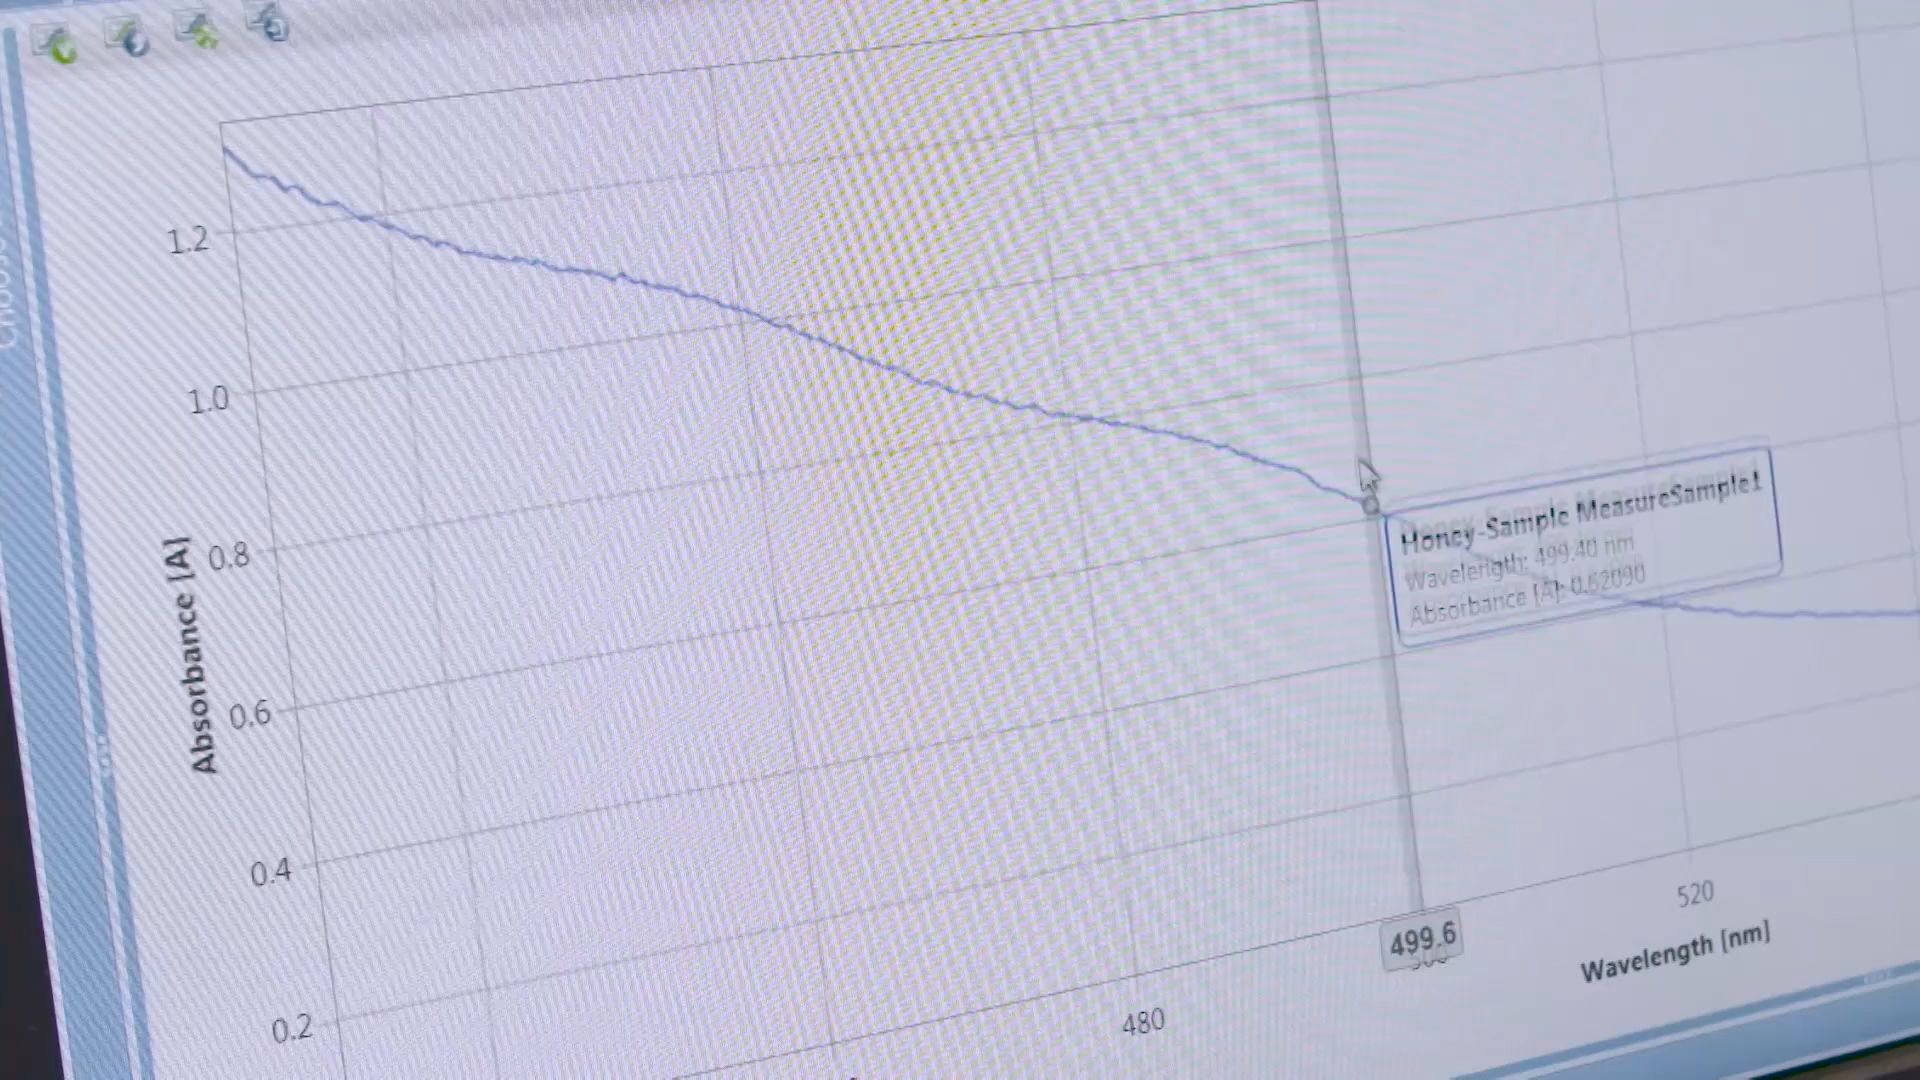 1.2
1.0
0.8
0.6
0.4
0.2
Absorbance [A]
Honey-Sample MeasureSample1
Wavelength: 499.40 nm
Absorbance [A]: 0.62090
499.6
480
520
Wavelength [nm]